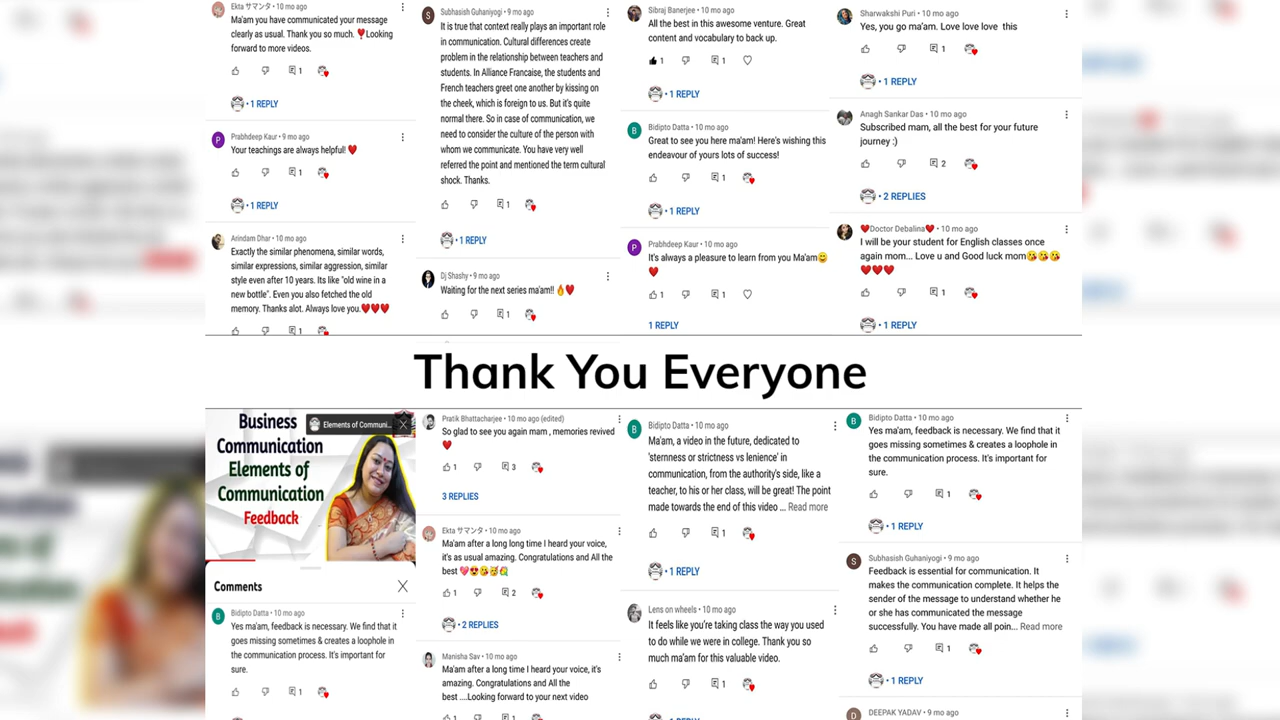 Ekta サマンタ • 10 mo ago
Ma'am you have communicated your message
clearly as usual. Thank you so much. ❣️Looking
forward to more videos.
1
• 1 REPLY
Prabhdeep Kaur • 9 mo ago
Your teachings are always helpful! ❤️
1
• 1 REPLY
Arindam Dhar • 10 mo ago
Exactly the similar phenomena, similar words,
similar expressions, similar aggression, similar
style even after 10 years. Its like "old wine in a
new bottle". Even you also fetched the old
memory. Thanks alot. Always love you.❤️❤️❤️
1
Subhasish Guhaniyogi • 9 mo ago
It is true that context really plays an important role
in communication. Cultural differences create
problem in the relationship between teachers and
students. In Alliance Francaise, the students and
French teachers greet one another by kissing on
the cheek, which is foreign to us. But it's quite
normal there. So in case of communication, we
need to consider the culture of the person with
whom we communicate. You have very well
referred the point and mentioned the term cultural
shock. Thanks.
1
• 1 REPLY
Dj Shashy • 9 mo ago
Waiting for the next series ma'am!! 🔥❤️
1
Sibraj Banerjee • 10 mo ago
All the best in this awesome venture. Great
content and vocabulary to back up.
1 1
• 1 REPLY
Bidipto Datta • 10 mo ago
Great to see you here ma'am! Here's wishing this
endeavour of yours lots of success!
1
• 1 REPLY
Prabhdeep Kaur • 10 mo ago
It's always a pleasure to learn from you Ma'am😊
❤️
1 1
1 REPLY
Sharwakshi Puri • 10 mo ago
Yes, you go ma'am. Love love love this
1
• 1 REPLY
Anagh Sankar Das • 10 mo ago
Subscribed mam, all the best for your future
journey :)
2
• 2 REPLIES
❤️Doctor Debalina❤️ • 10 mo ago
I will be your student for English classes once
again mom... Love u and Good luck mom😘😘😘
❤️❤️❤️
1
• 1 REPLY
Thank You Everyone
Business
Communication
Elements of
Communication
Feedback
Elements of Communi...
Comments
Bidipto Datta • 10 mo ago
Yes ma'am, feedback is necessary. We find that it
goes missing sometimes & creates a loophole in
the communication process. It's important for
sure.
1
Pratik Bhattacharjee • 10 mo ago (edited)
So glad to see you again mam , memories revived
❤️
1 3
3 REPLIES
Ekta サマンタ • 10 mo ago
Ma'am after a long long time I heard your voice,
it's as usual amazing. Congratulations and All the
best 💖😍😘🥳💐
1 2
• 2 REPLIES
Manisha Sav • 10 mo ago
Ma'am after a long time I heard your voice, it's
amazing. Congratulations and All the
best ....Looking forward to your next video
1 1
Bidipto Datta • 10 mo ago
Ma'am, a video in the future, dedicated to
'sternness or strictness vs lenience' in
communication, from the authority's side, like a
teacher, to his or her class, will be great! The point
made towards the end of this video ... Read more
1
• 1 REPLY
Lens on wheels • 10 mo ago
It feels like you're taking class the way you used
to do while we were in college. Thank you so
much ma'am for this valuable video.
1
Bidipto Datta • 10 mo ago
Yes ma'am, feedback is necessary. We find that it
goes missing sometimes & creates a loophole in
the communication process. It's important for
sure.
1
• 1 REPLY
Subhasish Guhaniyogi • 9 mo ago
Feedback is essential for communication. It
makes the communication complete. It helps the
sender of the message to understand whether he
or she has communicated the message
successfully. You have made all poin... Read more
1
• 1 REPLY
DEEPAK YADAV • 9 mo ago